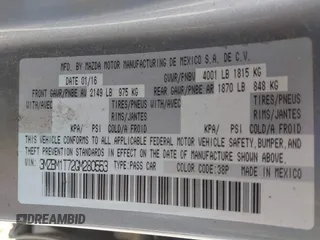 MFD BY MAZDA MOTOR MANUFACTURING DE MEXICO S.A. DE C.V.
DATE 01/16 GVWR/PNBV 4001 LB 1815 KG
FRONT GAWR/PNBE AV 2149 LB 975 KG REAR GAWR/PNBE AR 1870 LB 848 KG
WITH/AVEC TIRES/PNEUS WITH/AVEC TIRES/PNEUS
RIMS/JANTES RIMS/JANTES
KPA / PSI COLD/A FROID KPA / PSI COLD/A FROID
THIS VEHICLE CONFORMS TO ALL APPLICABLE FEDERAL MOTOR VEHICLE SAFETY, BUMPER, AND
THEFT PREVENTION STANDARDS IN EFFECT ON THE DATE OF MANUFACTURE SHOWN ABOVE.
TYPE PASS CAR COLOR CODE: 38P
MADE IN MEXICO
DREAMBID